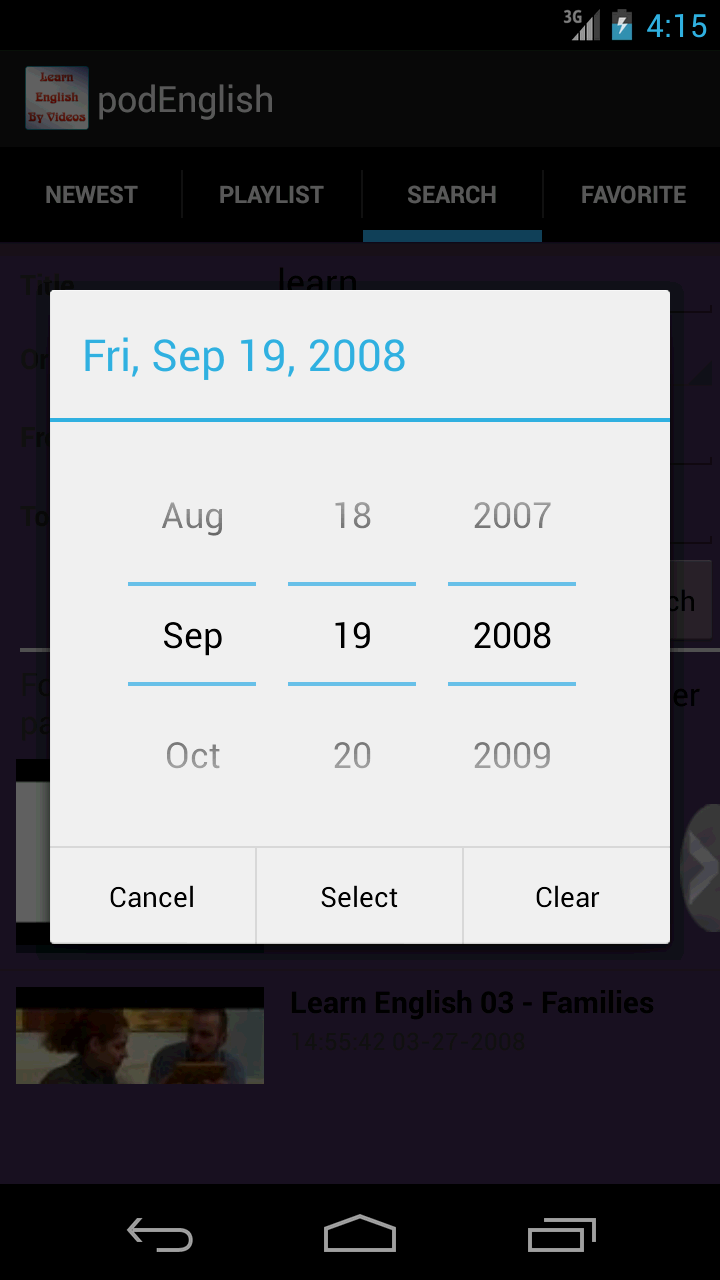 3G 4:15
Learn
English
By Videos
podEnglish
NEWEST PLAYLIST SEARCH FAVORITE
Title learn
Fri, Sep 19, 2008
Aug 18 2007
Sep 19 2008
Oct 20 2009
Cancel Select Clear
Learn English 03 - Families
14:55:42 03-27-2008